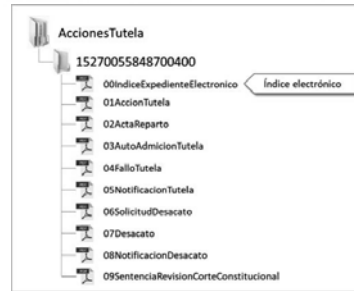 AccionesTutela
15270055848700400
00IndiceExpedienteElectronico
Índice electrónico
01AccionTutela
02ActaReparto
03AutoAdmicionTutela
04FalloTutela
05NotificacionTutela
06SolicitudDesacato
07Desacato
08NotificacionDesacato
09SentenciaRevisionCorteConstitucional